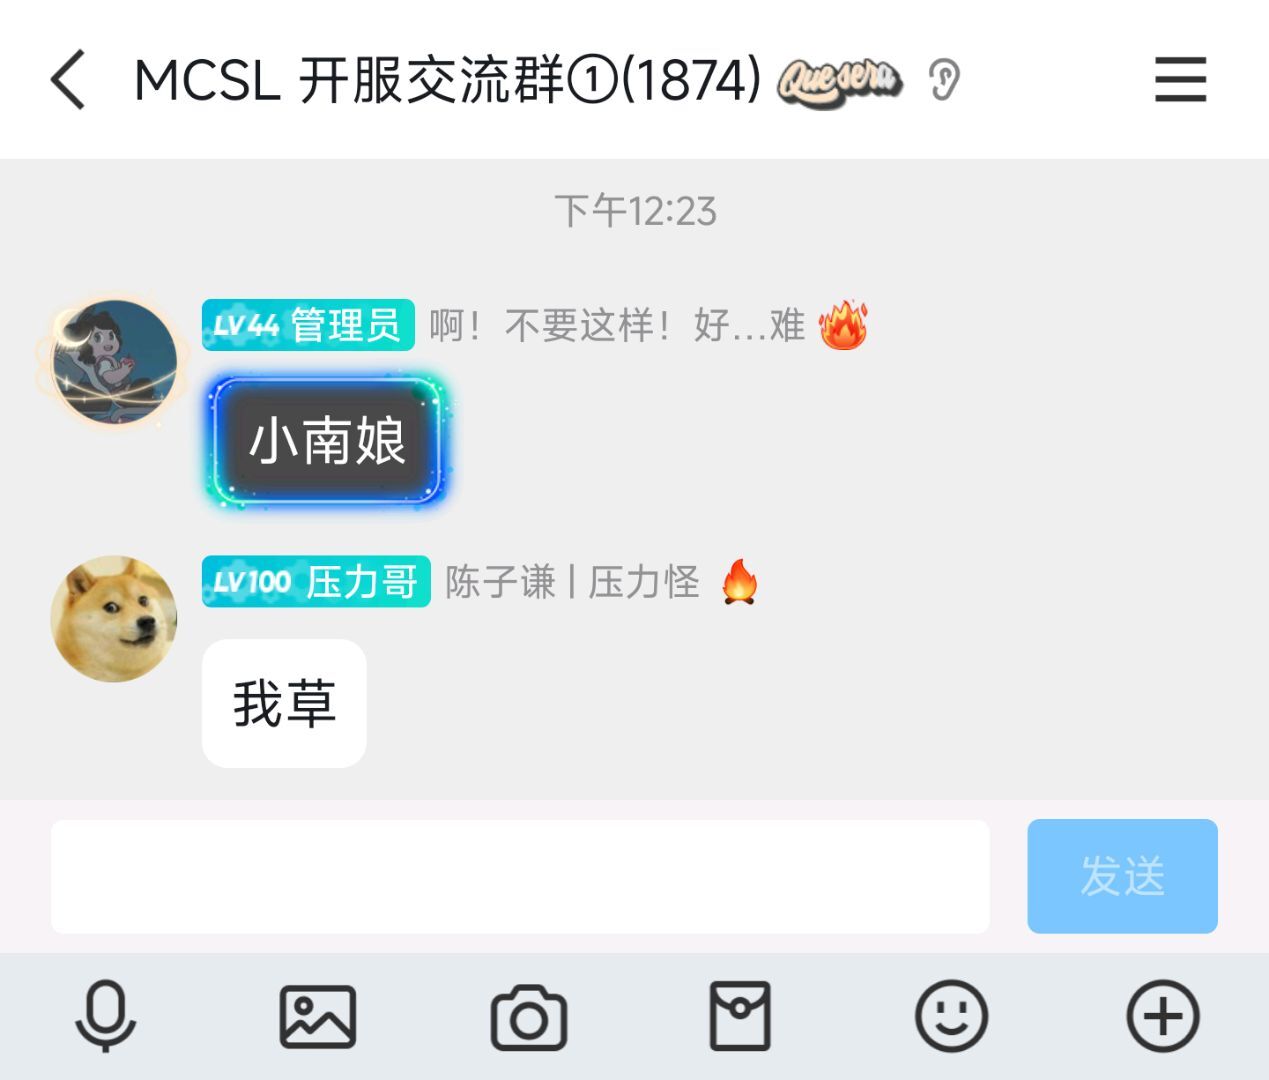 MCSL 开服交流群①(1874) Que sera
下午12:23
LV44 管理员 啊！不要这样！好...难
小南娘
LV100 压力哥 陈子谦 | 压力怪
我草
发送